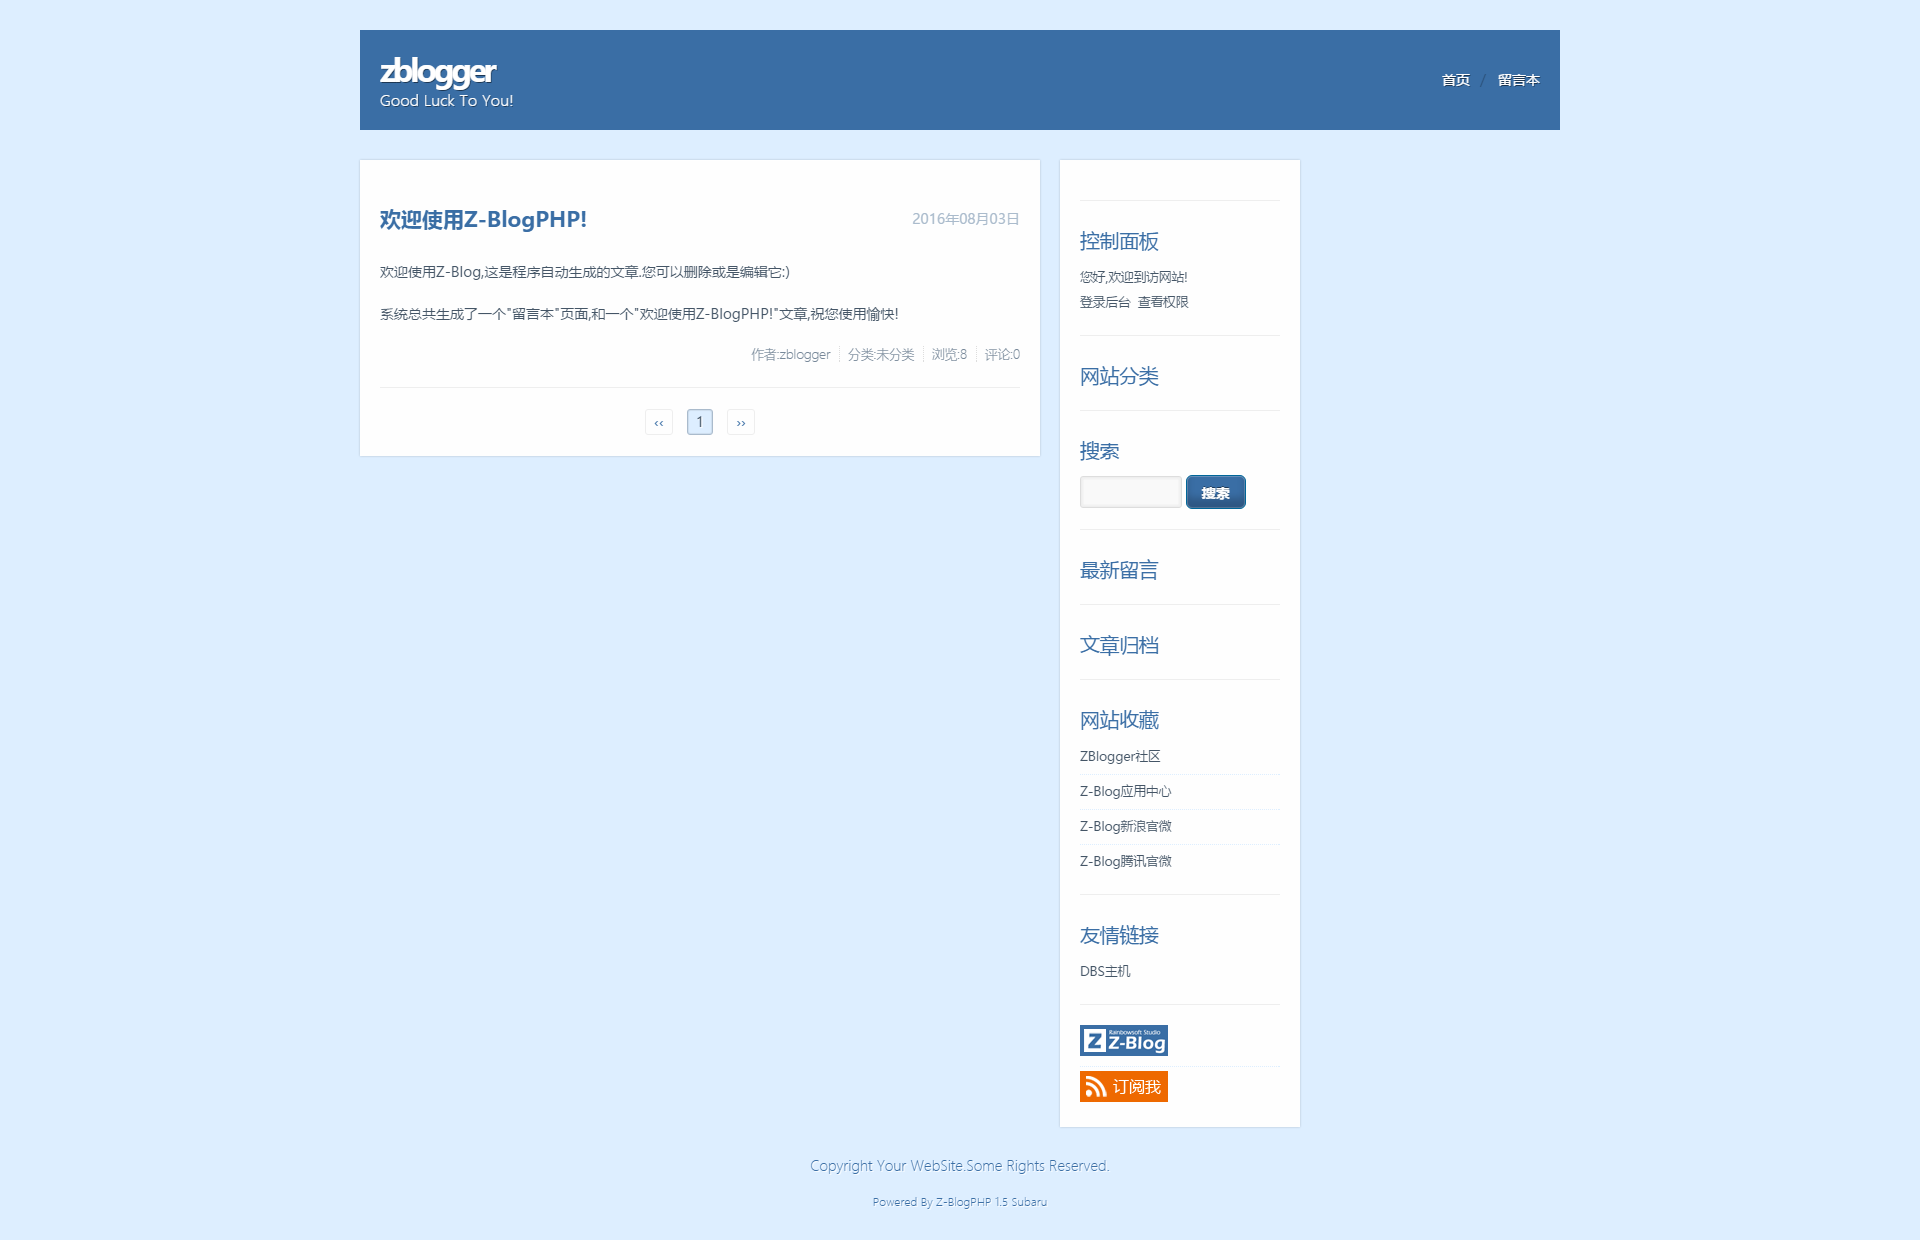 zblogger
Good Luck To You!
首页 / 留言本
欢迎使用Z-BlogPHP!
2016年08月03日
欢迎使用Z-Blog,这是程序自动生成的文章.您可以删除或是编辑它:)
系统总共生成了一个"留言本"页面,和一个"欢迎使用Z-BlogPHP!"文章,祝您使用愉快!
作者:zblogger 分类:未分类 浏览:8 评论:0
‹‹ 1 ››
控制面板
您好,欢迎到访网站!
登录后台 查看权限
网站分类
搜索
搜索
最新留言
文章归档
网站收藏
ZBlogger社区
Z-Blog应用中心
Z-Blog新浪官微
Z-Blog腾讯官微
友情链接
DBS主机
Rainbowsoft Studio
Z Z-Blog
订阅我
Copyright Your WebSite.Some Rights Reserved.
Powered By Z-BlogPHP 1.5 Subaru